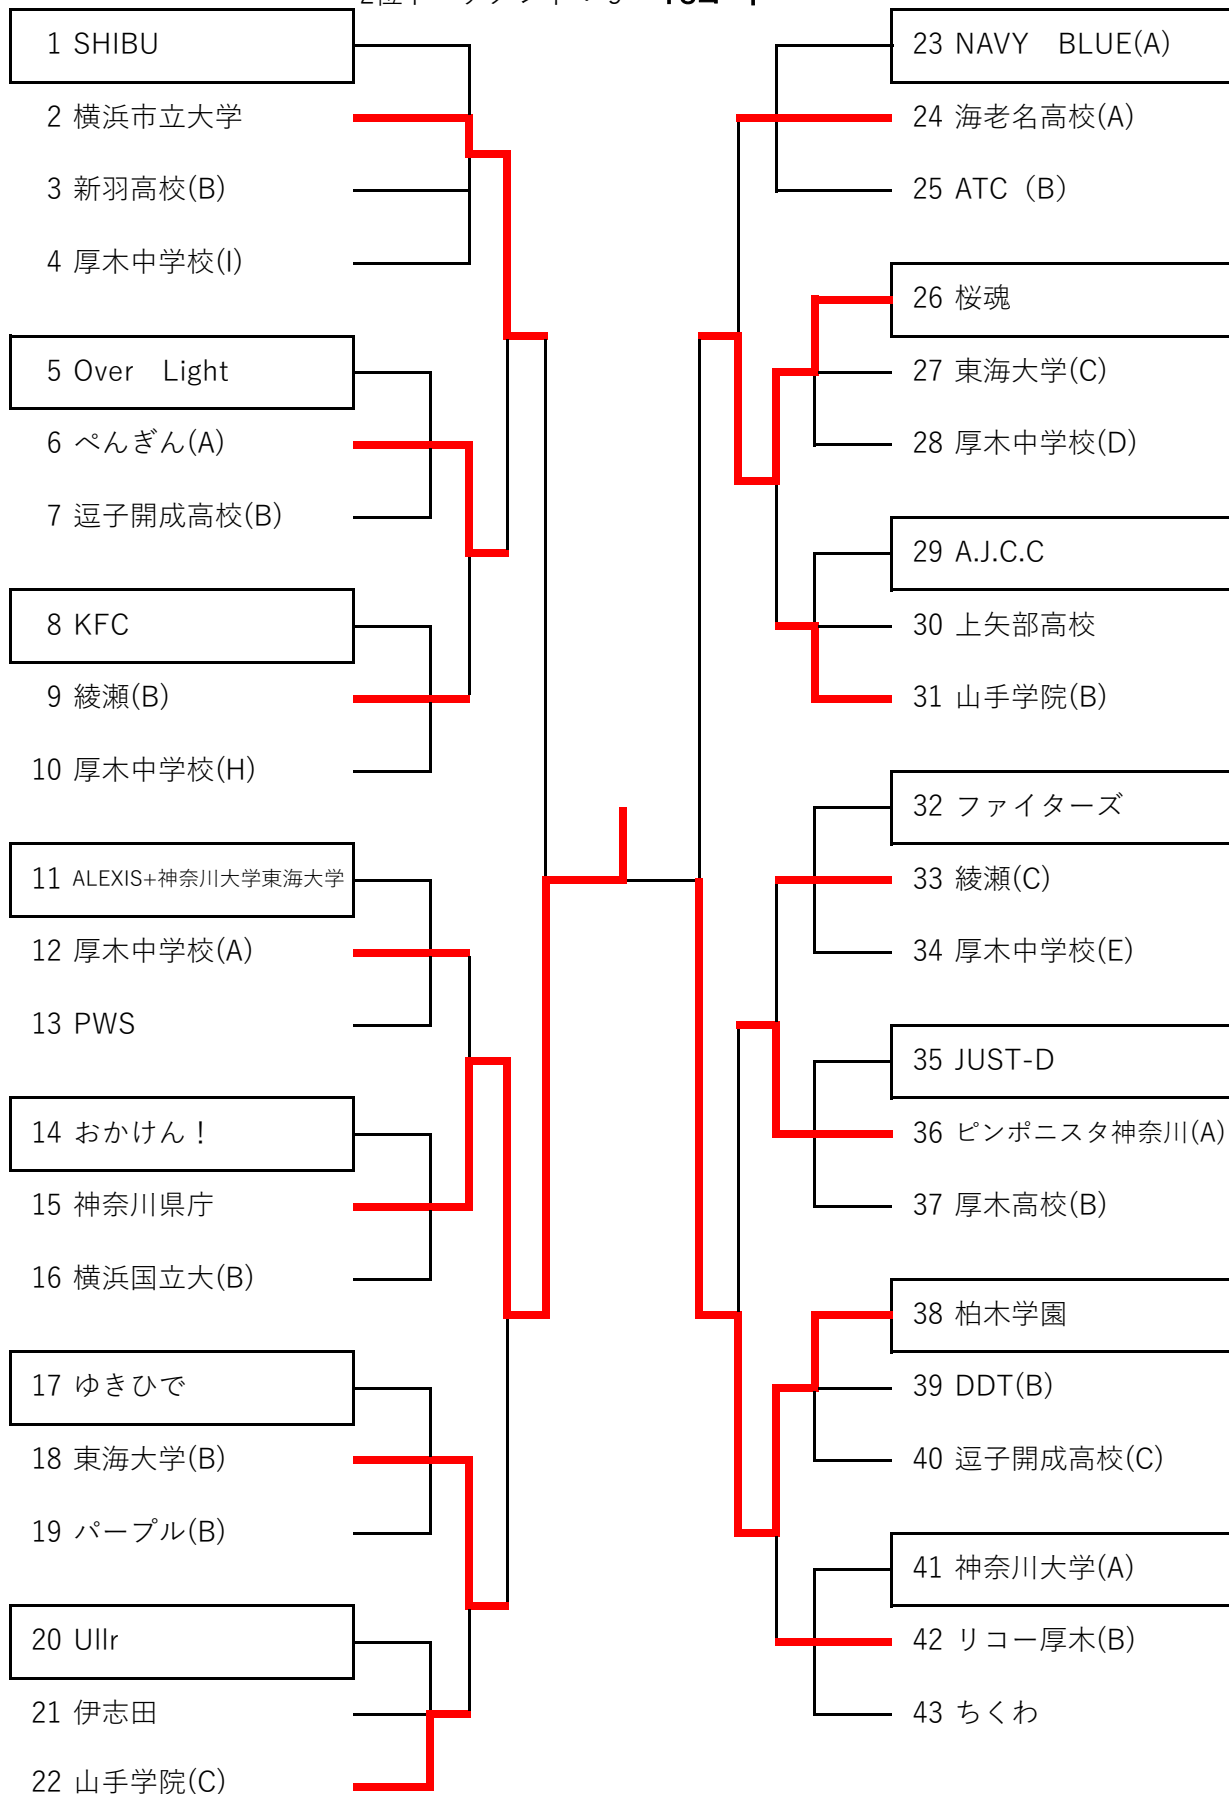 1 SHIBU
2 横浜市立大学
3 新羽高校(B)
4 厚木中学校(I)
5 Over　Light
6 ぺんぎん(A)
7 逗子開成高校(B)
8 KFC
9 綾瀬(B)
10 厚木中学校(H)
11 ALEXIS+神奈川大学東海大学
12 厚木中学校(A)
13 PWS
14 おかけん！
15 神奈川県庁
16 横浜国立大(B)
17 ゆきひで
18 東海大学(B)
19 パープル(B)
20 Ullr
21 伊志田
22 山手学院(C)
23 NAVY　BLUE(A)
24 海老名高校(A)
25 ATC（B)
26 桜魂
27 東海大学(C)
28 厚木中学校(D)
29 A.J.C.C
30 上矢部高校
31 山手学院(B)
32 ファイターズ
33 綾瀬(C)
34 厚木中学校(E)
35 JUST-D
36 ピンポニスタ神奈川(A)
37 厚木高校(B)
38 柏木学園
39 DDT(B)
40 逗子開成高校(C)
41 神奈川大学(A)
42 リコー厚木(B)
43 ちくわ